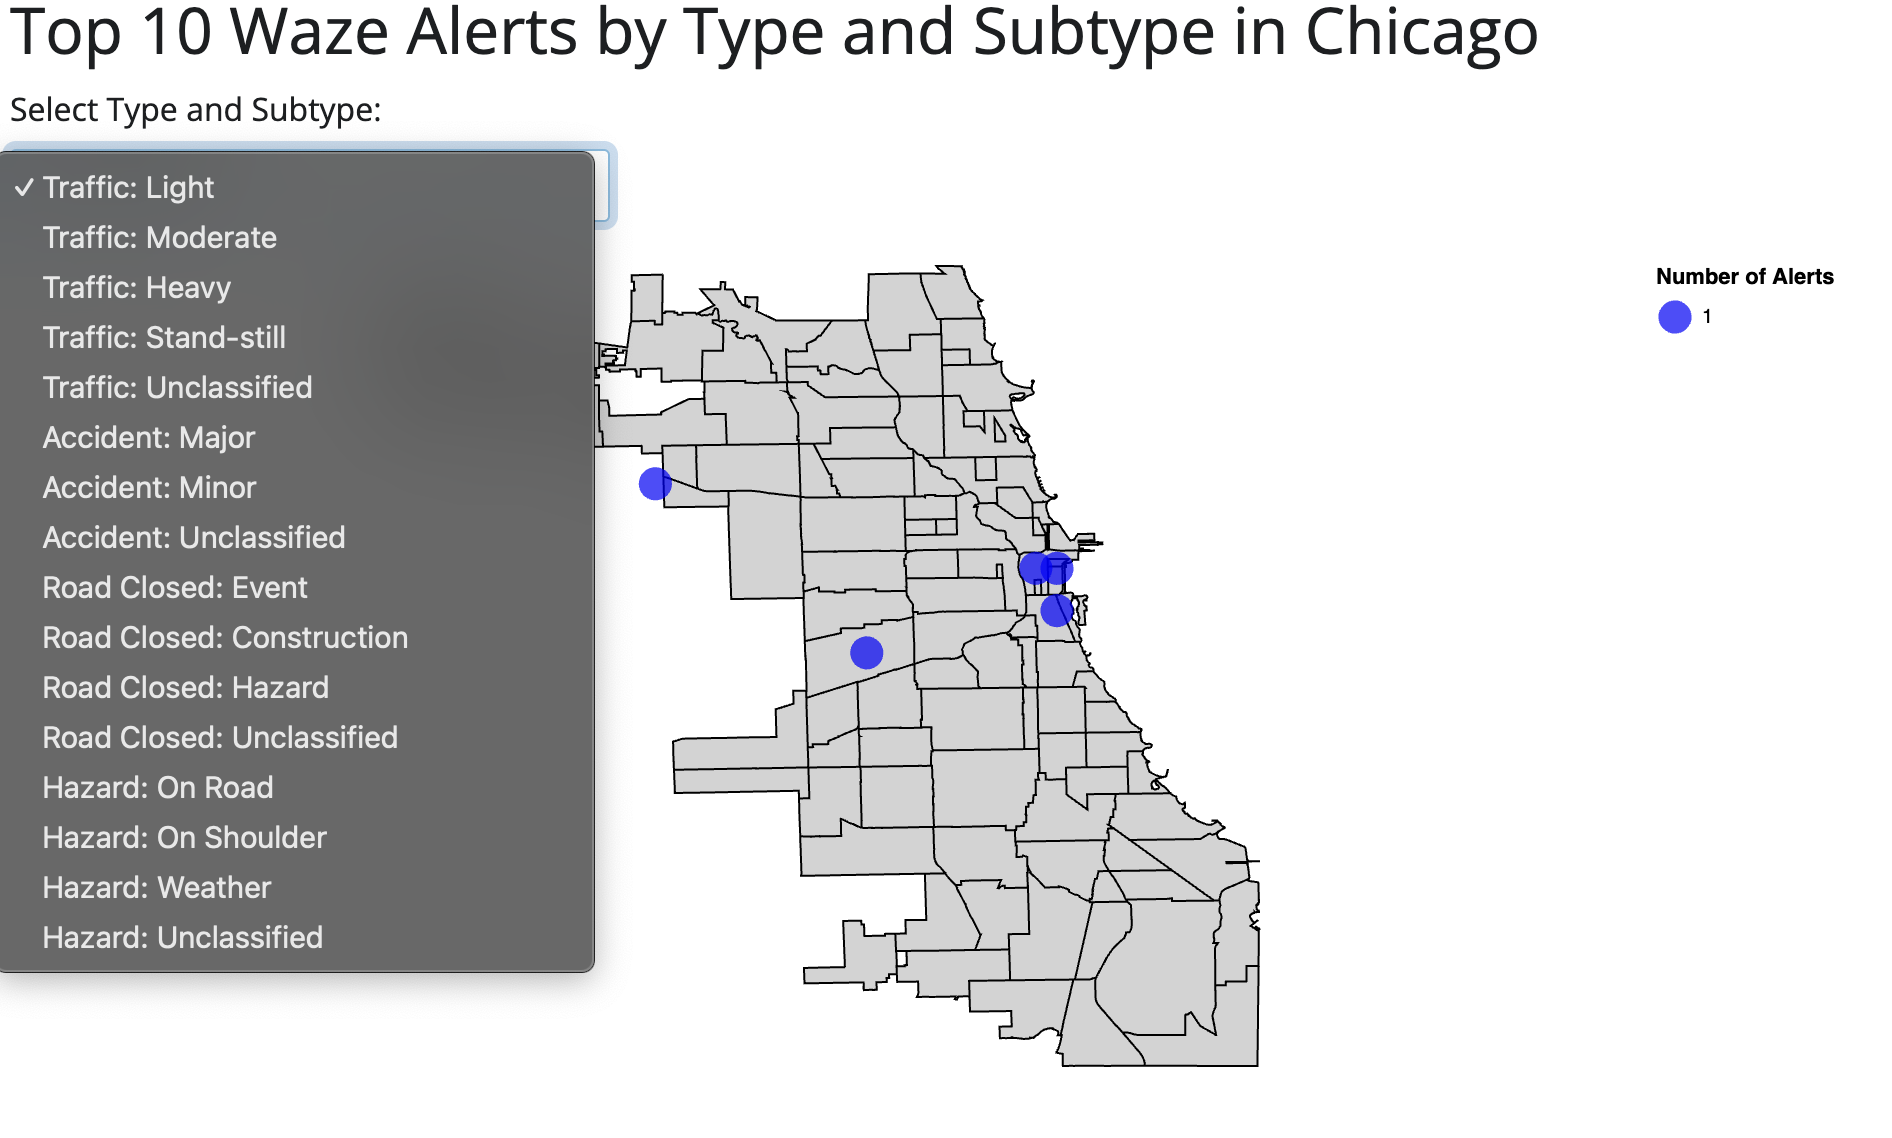 Top 10 Waze Alerts by Type and Subtype in Chicago
Select Type and Subtype:
✓ Traffic: Light
Traffic: Moderate
Traffic: Heavy
Traffic: Stand-still
Traffic: Unclassified
Accident: Major
Accident: Minor
Accident: Unclassified
Road Closed: Event
Road Closed: Construction
Road Closed: Hazard
Road Closed: Unclassified
Hazard: On Road
Hazard: On Shoulder
Hazard: Weather
Hazard: Unclassified
Number of Alerts
1